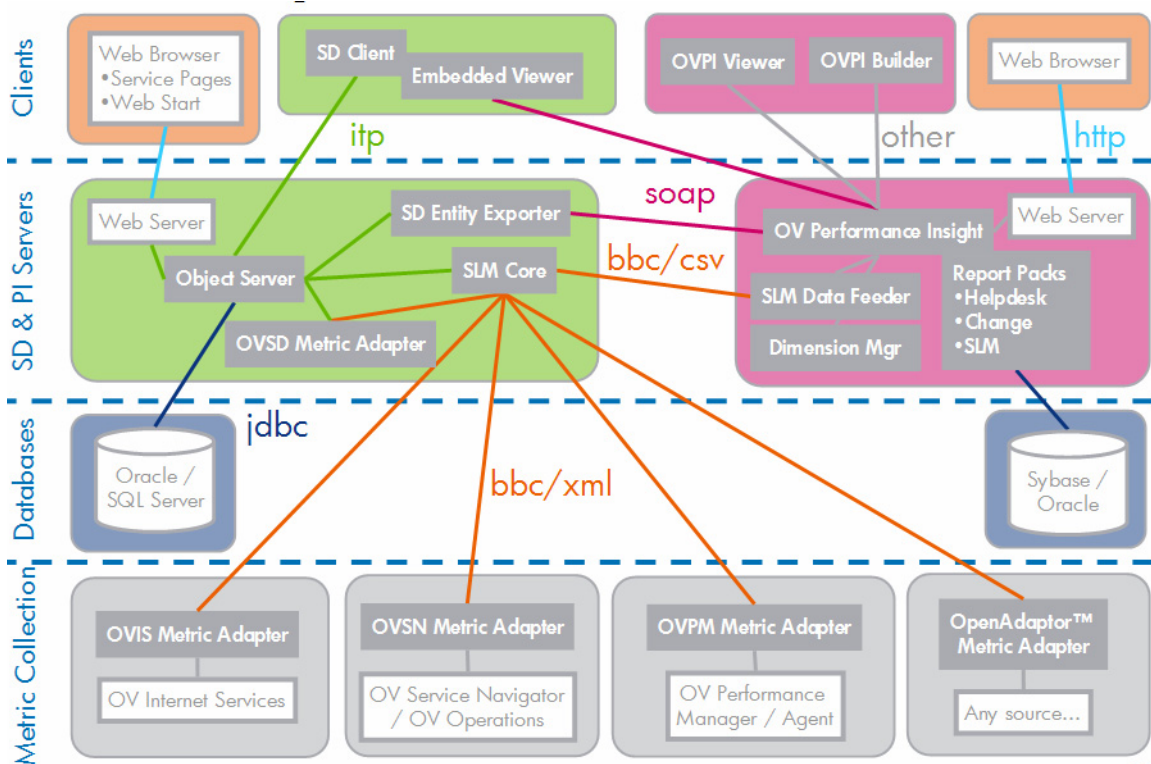 Clients
Web Browser
•Service Pages
•Web Start
SD Client
Embedded Viewer
OVPI Viewer
OVPI Builder
Web Browser
itp
other
http
SD & PI Servers
Web Server
SD Entity Exporter
soap
OV Performance Insight
Web Server
Object Server
SLM Core
bbc/csv
SLM Data Feeder
Report Packs
•Helpdesk
•Change
•SLM
OVSD Metric Adapter
Dimension Mgr
Databases
jdbc
Oracle /
SQL Server
bbc/xml
Sybase /
Oracle
Metric Collection
OVIS Metric Adapter
OV Internet Services
OVSN Metric Adapter
OV Service Navigator
/ OV Operations
OVPM Metric Adapter
OV Performance
Manager / Agent
OpenAdaptor™
Metric Adapter
Any source...